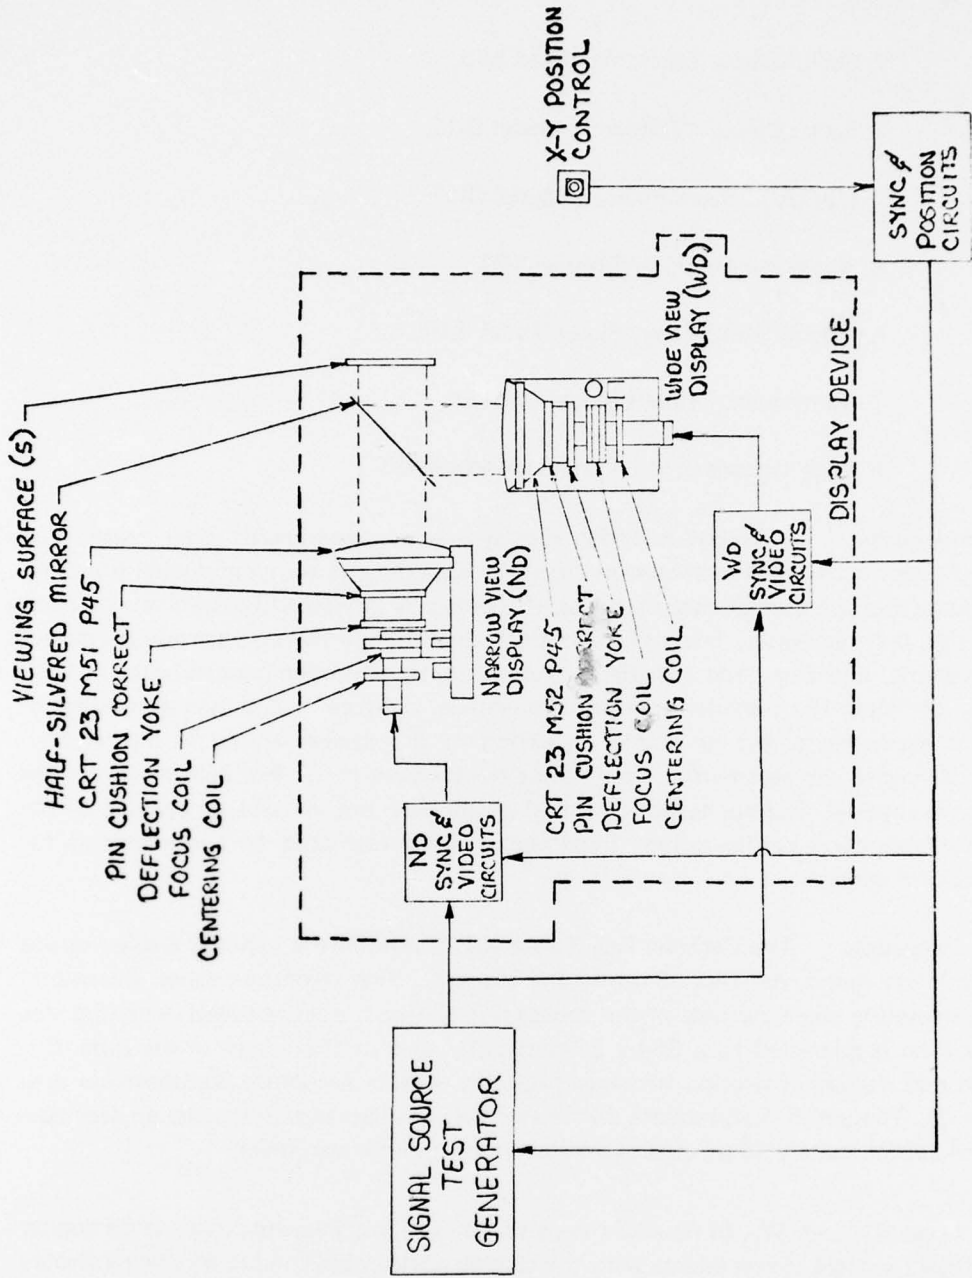 VIEWING SURFACE (S)
HALF-SILVERED MIRROR
CRT 23 M51 P45
PIN CUSHION CORRECT
DEFLECTION YOKE
FOCUS COIL
CENTERING COIL
NARROW VIEW
DISPLAY (ND)
ND
SYNC &
VIDEO
CIRCUITS
CRT 23 M52 P45
PIN CUSHION CORRECT
DEFLECTION YOKE
FOCUS COIL
CENTERING COIL
WIDE VIEW
DISPLAY (WD)
WD
SYNC &
VIDEO
CIRCUITS
DISPLAY DEVICE
X-Y POSITION
CONTROL
SYNC &
POSITION
CIRCUITS
SIGNAL SOURCE
TEST
GENERATOR